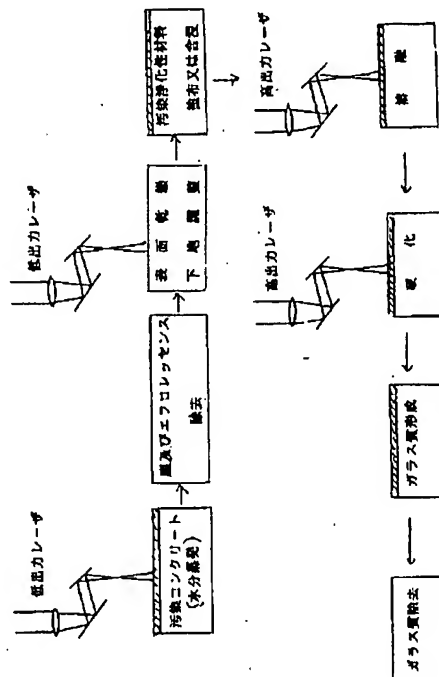 低出力レーザ
汚染コンクリート
(水分蒸発)
塵及びエフロレッセンス
除去
低出力レーザ
表面乾燥
下地調整
汚染浄化性材料
塗布又は含浸
高出力レーザ
溶融
高出力レーザ
硬化
ガラス質形成
ガラス質除去